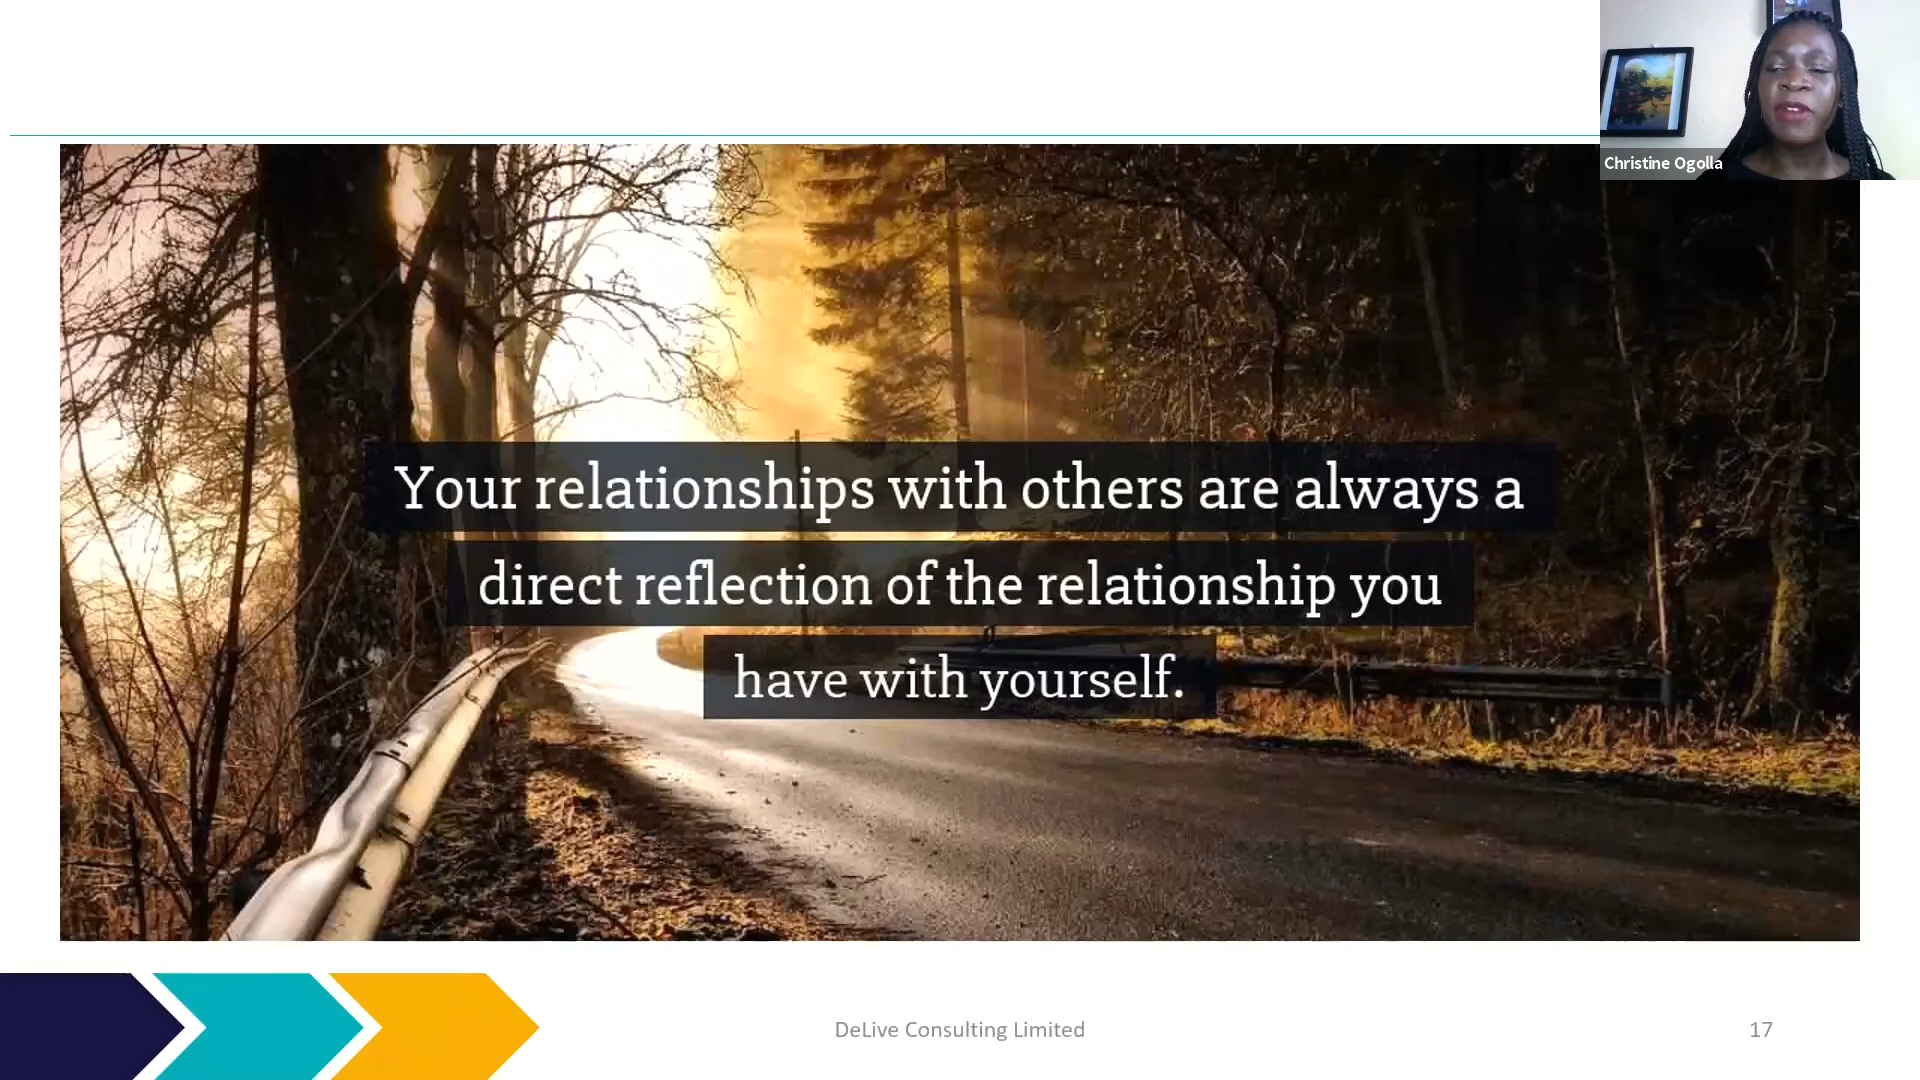 Christine Ogolla
Your relationships with others are always a
direct reflection of the relationship you
have with yourself.
DeLive Consulting Limited
17